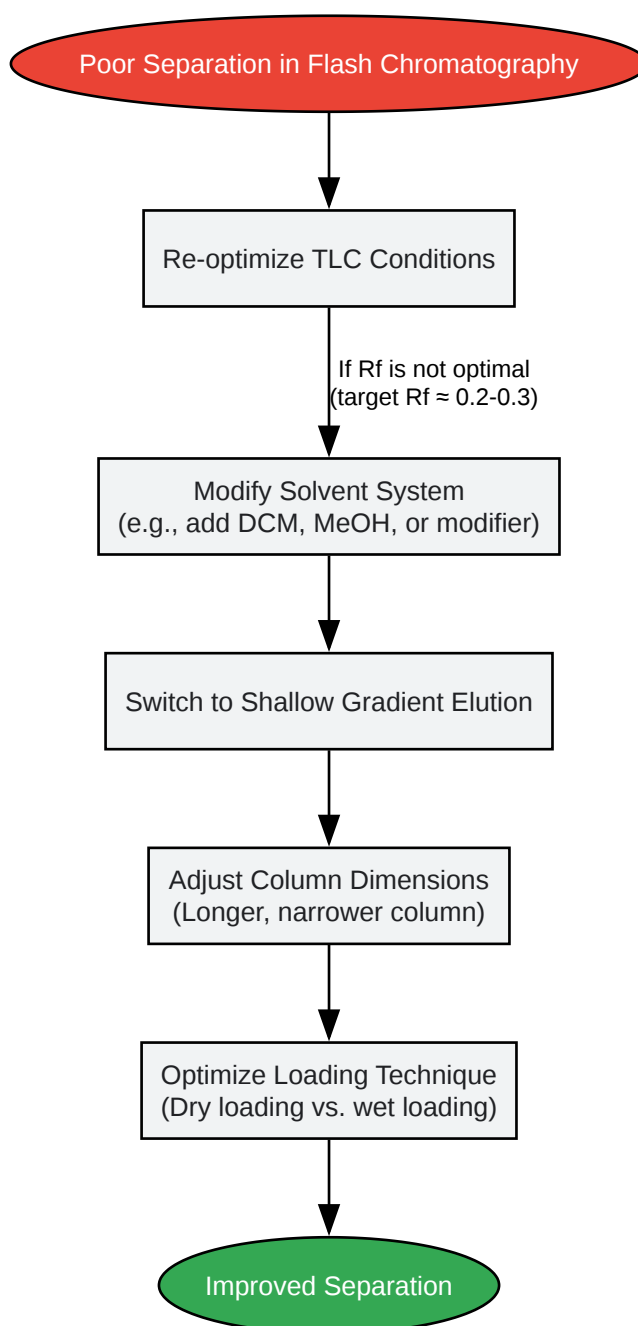 Poor Separation in Flash Chromatography
Re-optimize TLC Conditions
If Rf is not optimal
(target Rf ≈ 0.2-0.3)
Modify Solvent System
(e.g., add DCM, MeOH, or modifier)
Switch to Shallow Gradient Elution
Adjust Column Dimensions
(Longer, narrower column)
Optimize Loading Technique
(Dry loading vs. wet loading)
Improved Separation